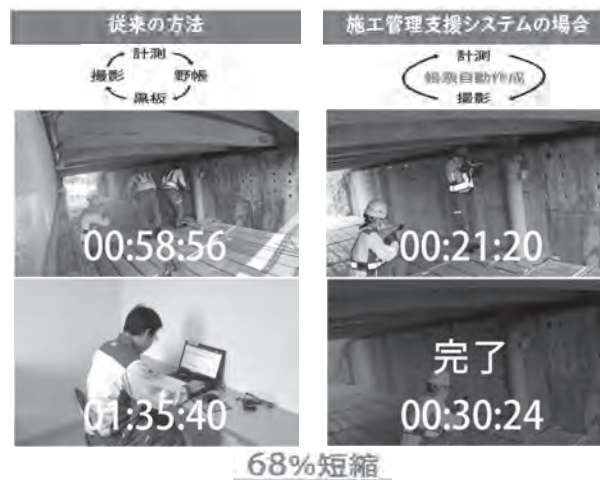 従来の方法
計測
撮影 野帳
黒板
00:58:56
01:35:40
施工管理支援システムの場合
計測
帳票自動作成
撮影
00:21:20
完了
00:30:24
68%短縮